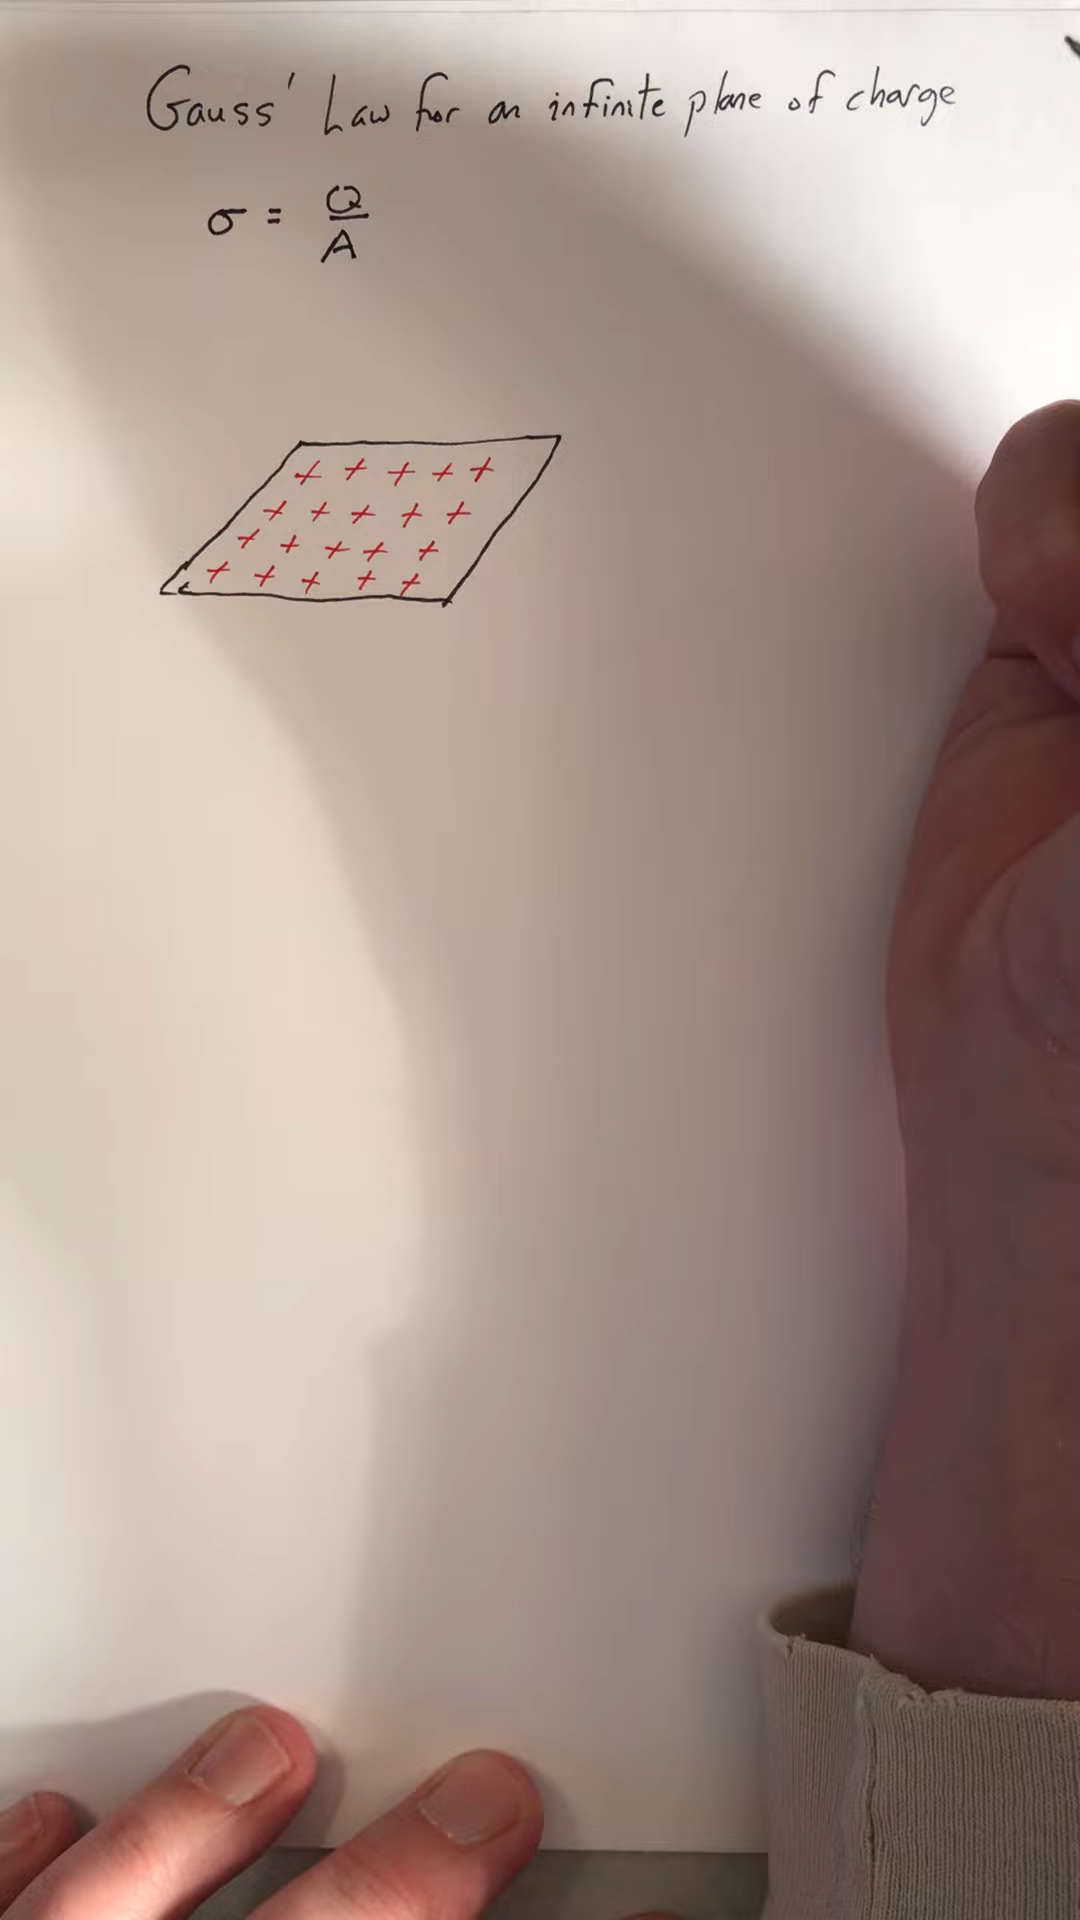 Gauss' Law for an infinite plane of charge
σ = Q/A
+ + + + +
+ + + + +
+ + + + +
+ + + + +